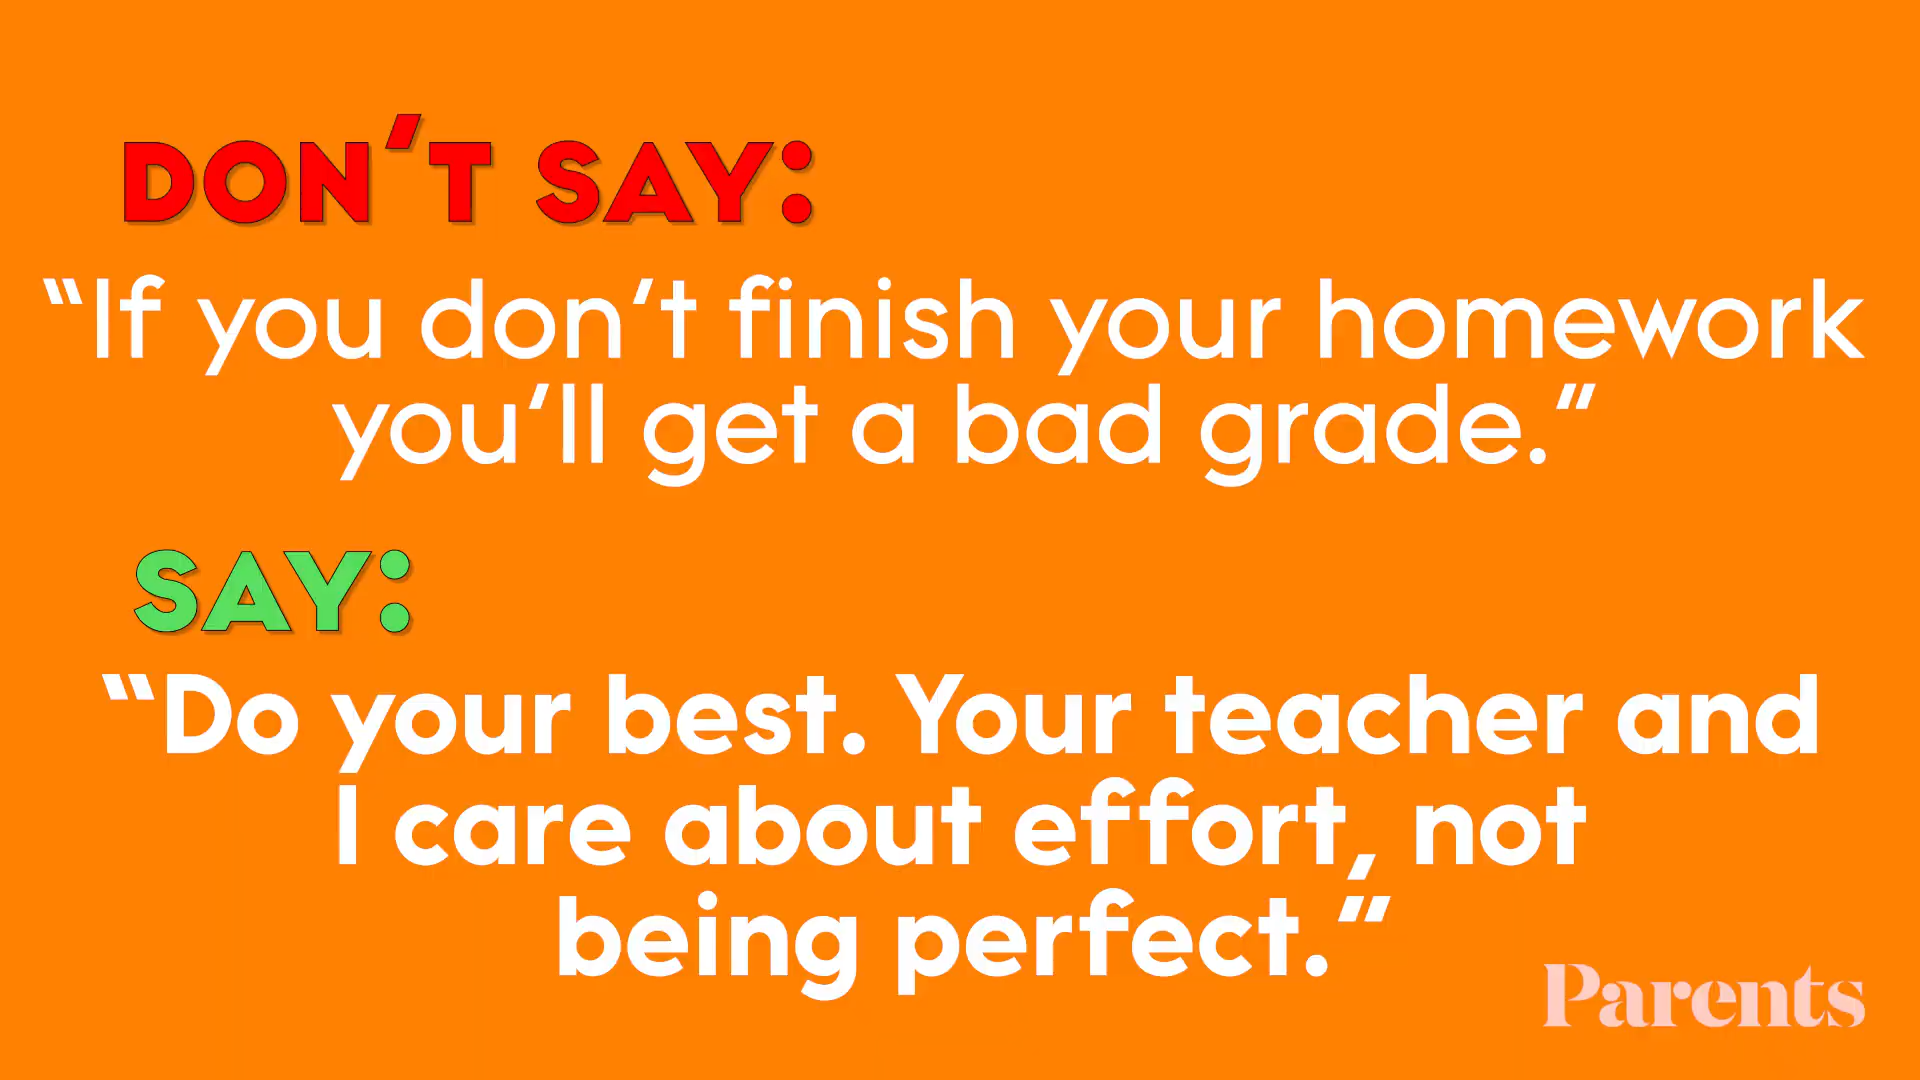 DON'T SAY:
“If you don't finish your homework
you'll get a bad grade.”
SAY:
“Do your best. Your teacher and
I care about effort, not
being perfect.”
Parents